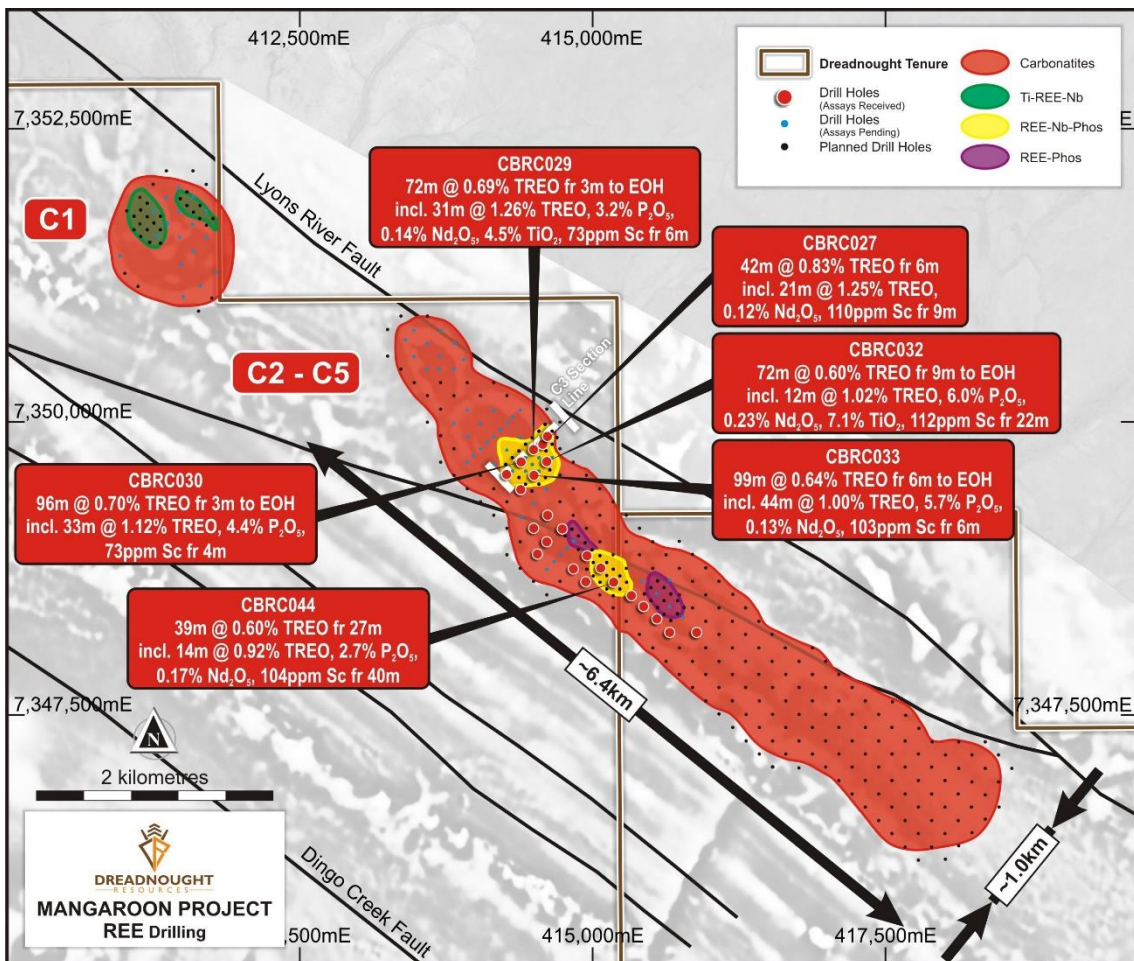 412,500mE
415,000mE
417,500mE
Dreadnought Tenure
Drill Holes
(Assays Received)
Drill Holes
(Assays Pending)
Planned Drill Holes
Carbonatites
Ti-REE-Nb
REE-Nb-Phos
REE-Phos
7,352,500mE
E
C1
Lyons River Fault
CBRC029
72m @ 0.69% TREO fr 3m to EOH
incl. 31m @ 1.26% TREO, 3.2% P₂O₅,
0.14% Nd₂O₅, 4.5% TiO₂, 73ppm Sc fr 6m
CBRC027
42m @ 0.83% TREO fr 6m
incl. 21m @ 1.25% TREO,
0.12% Nd₂O₅, 110ppm Sc fr 9m
C2 - C5
C3 Section
Line
CBRC032
72m @ 0.60% TREO fr 9m to EOH
incl. 12m @ 1.02% TREO, 6.0% P₂O₅,
0.23% Nd₂O₅, 7.1% TiO₂, 112ppm Sc fr 22m
7,350,000mE
CBRC033
99m @ 0.64% TREO fr 6m to EOH
incl. 44m @ 1.00% TREO, 5.7% P₂O₅,
0.13% Nd₂O₅, 103ppm Sc fr 6m
CBRC030
96m @ 0.70% TREO fr 3m to EOH
incl. 33m @ 1.12% TREO, 4.4% P₂O₅,
73ppm Sc fr 4m
CBRC044
39m @ 0.60% TREO fr 27m
incl. 14m @ 0.92% TREO, 2.7% P₂O₅,
0.17% Nd₂O₅, 104ppm Sc fr 40m
~6.4km
7,347,500mE
7,347,500mE
N
2 kilometres
~1.0km
DREADNOUGHT
RESOURCES
MANGAROON PROJECT
REE Drilling
Dingo Creek Fault
,500mE
415,000mE
417,500mE